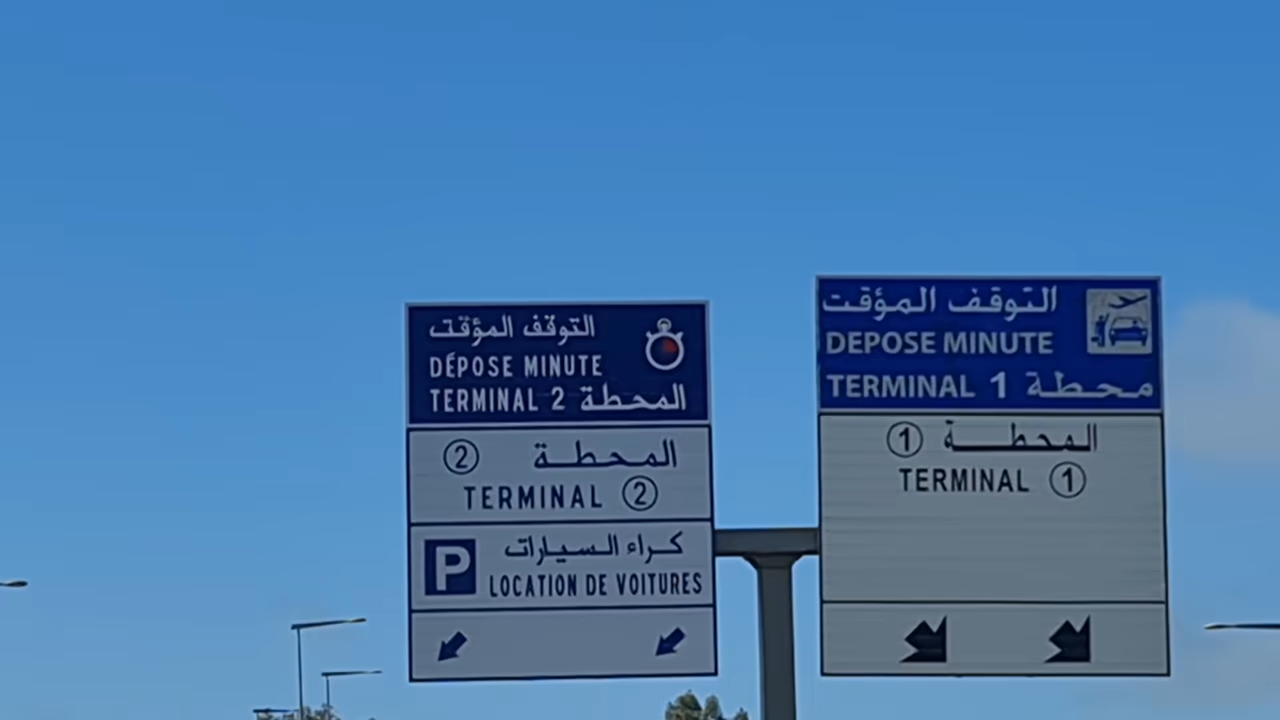 التوقف المؤقت
DÉPOSE MINUTE
TERMINAL 2 المحطة
② المحطة
TERMINAL ②
P كراء السيارات
LOCATION DE VOITURES
التوقف المؤقت
DEPOSE MINUTE
TERMINAL 1 محطة
① المحطة
TERMINAL ①